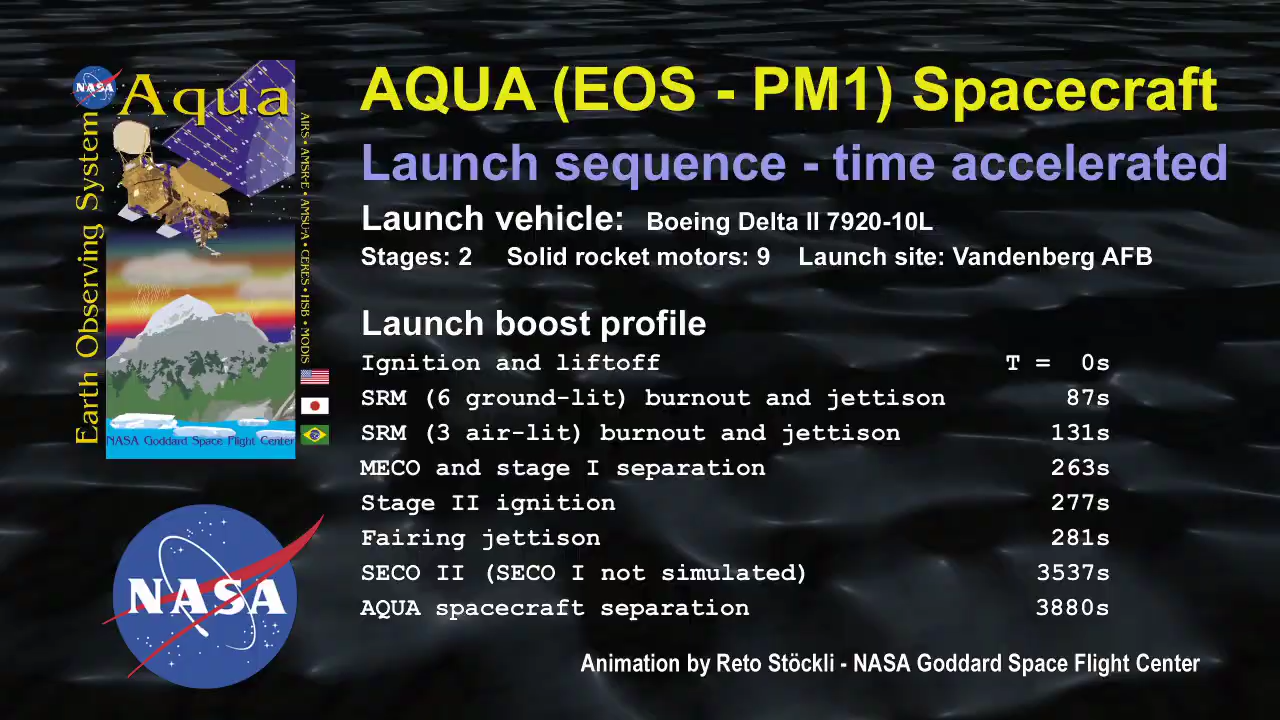 NASA
Aqua
Earth Observing System
AIRS • AMSR-E • AMSU-A • CERES • HSB • MODIS
NASA Goddard Space Flight Center
NASA
AQUA (EOS - PM1) Spacecraft
Launch sequence - time accelerated
Launch vehicle: Boeing Delta II 7920-10L
Stages: 2 Solid rocket motors: 9 Launch site: Vandenberg AFB
Launch boost profile
Ignition and liftoff T = 0s
SRM (6 ground-lit) burnout and jettison 87s
SRM (3 air-lit) burnout and jettison 131s
MECO and stage I separation 263s
Stage II ignition 277s
Fairing jettison 281s
SECO II (SECO I not simulated) 3537s
AQUA spacecraft separation 3880s
Animation by Reto Stöckli - NASA Goddard Space Flight Center